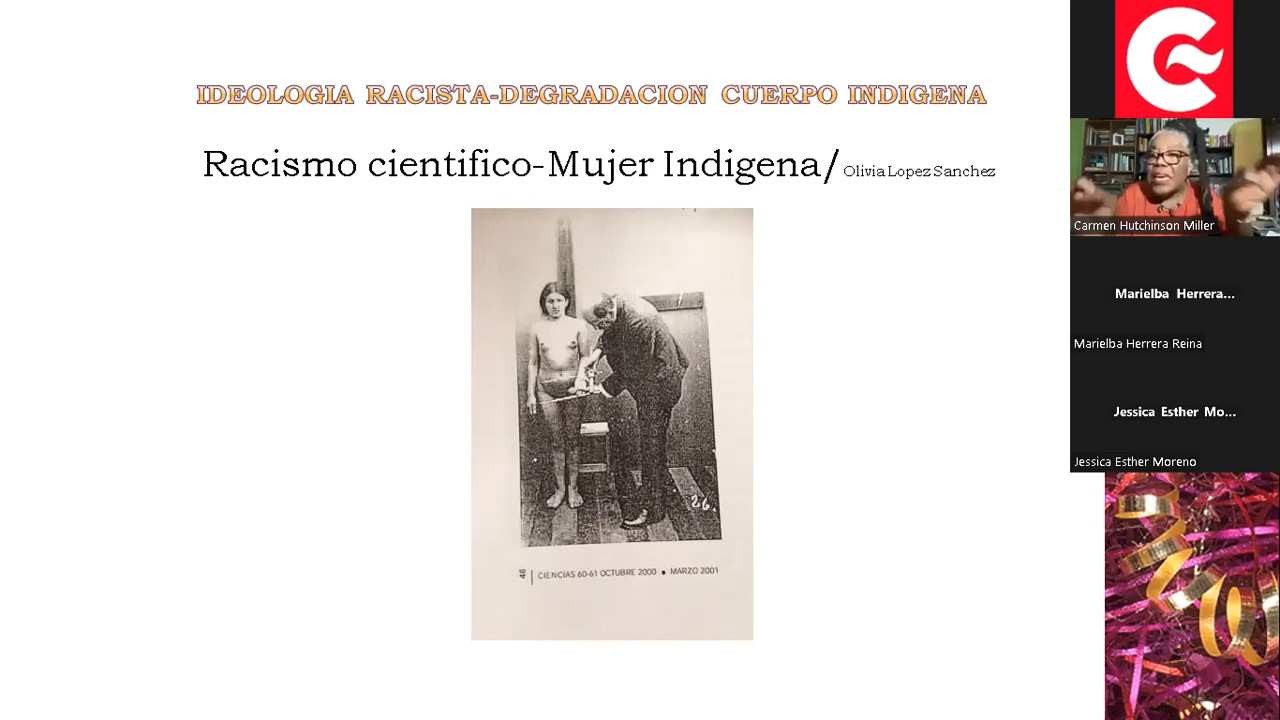 IDEOLOGIA RACISTA-DEGRADACION CUERPO INDIGENA
Racismo cientifico-Mujer Indigena/ Olivia Lopez Sanchez
26.
46 | CIENCIAS 60-61 OCTUBRE 2000 ■ MARZO 2001
Carmen Hutchinson Miller
Marielba Herrera...
Marielba Herrera Reina
Jessica Esther Mo...
Jessica Esther Moreno